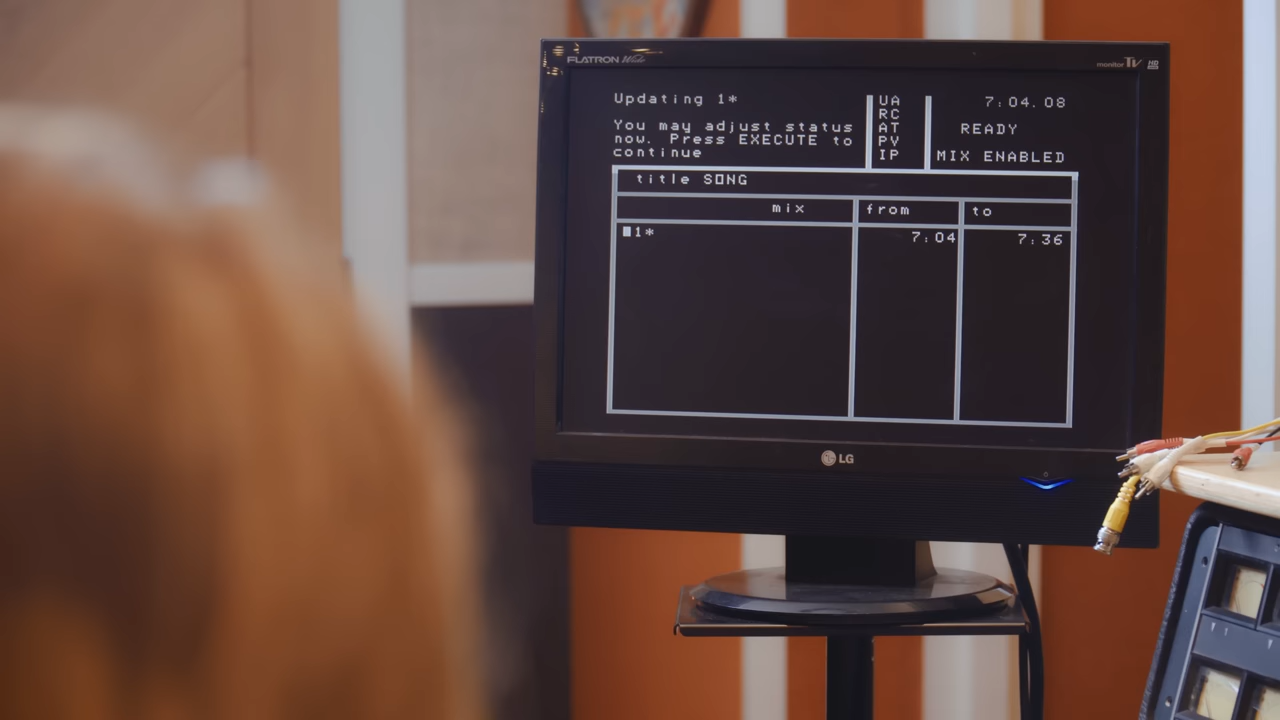 FLATRON Wide
monitor TV HD
Updating 1*
You may adjust status
now. Press EXECUTE to
continue
UA
RC
AT
PV
IP
7:04.08
READY
MIX ENABLED
title SONG
mix from to
1* 7:04 7:36
LG